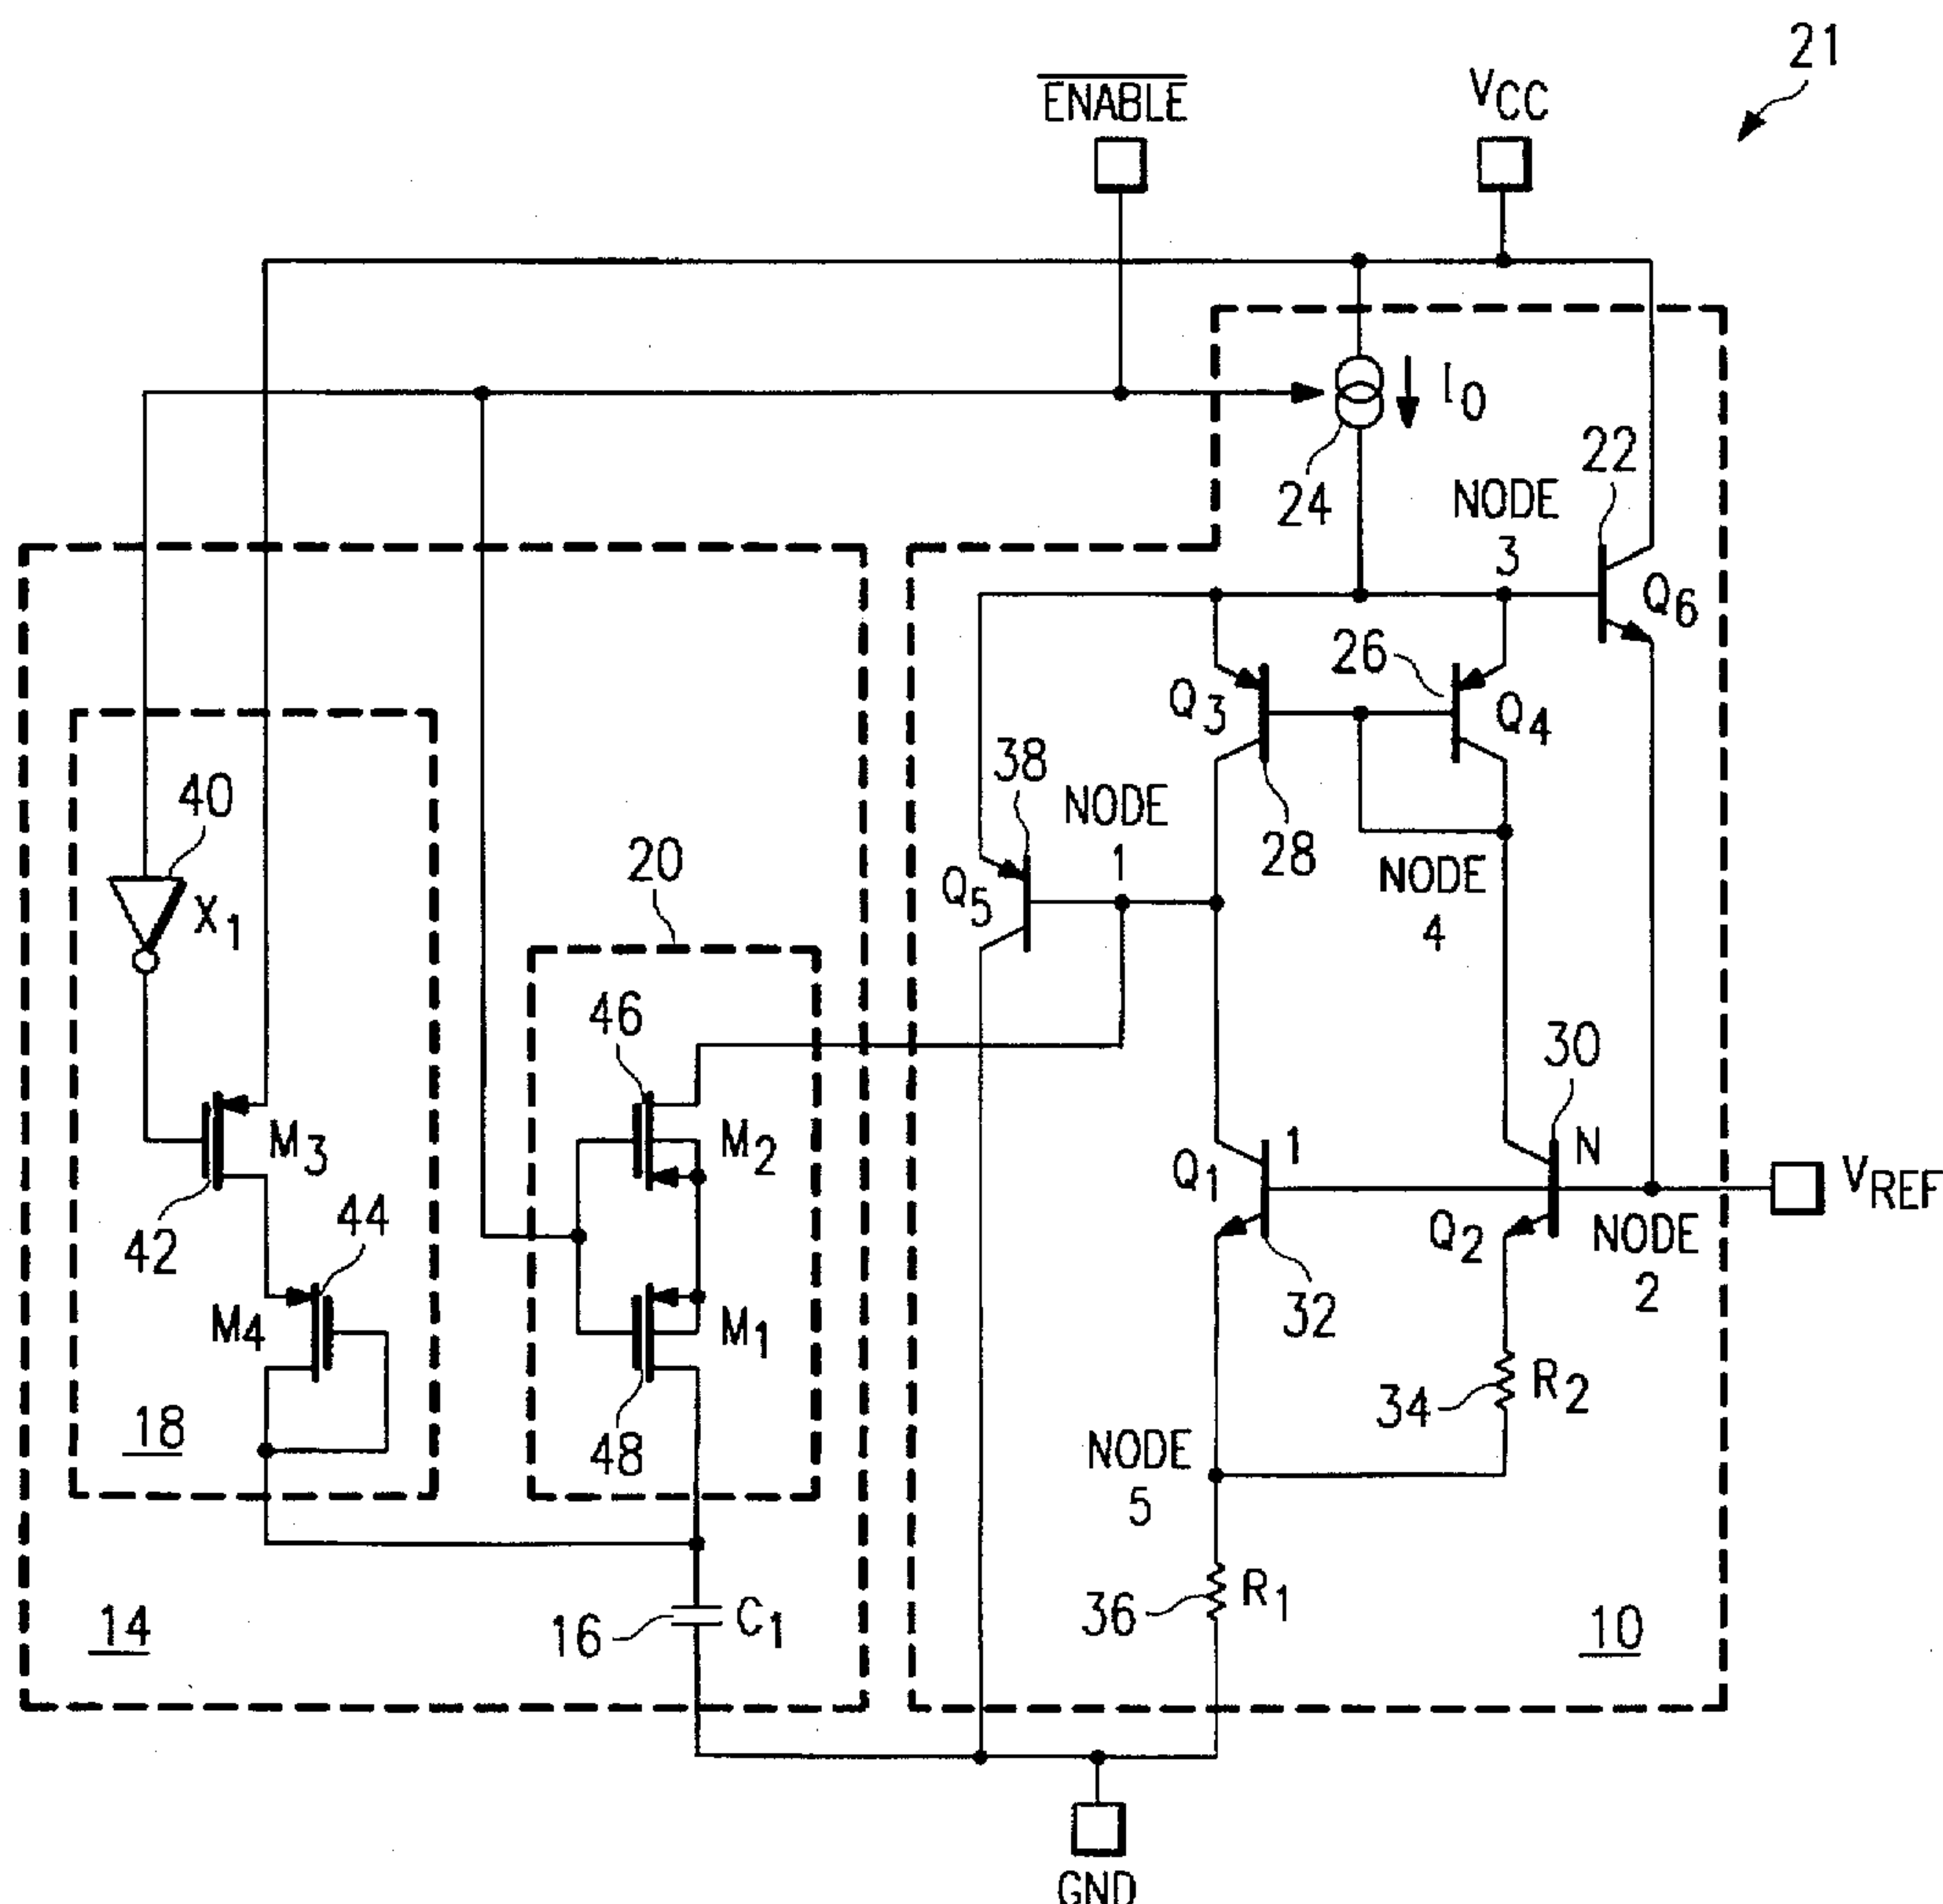 21
ENABLE
VCC
I0
22
24
NODE
3
Q6
26
Q3
Q4
38
NODE
1
40
X1
20
28
NODE
4
Q5
46
30
M3
M2
Q1
1
N
VREF
42
44
Q2
NODE
2
M4
M1
32
18
48
34
R2
NODE
5
14
16
C1
36
R1
10
GND